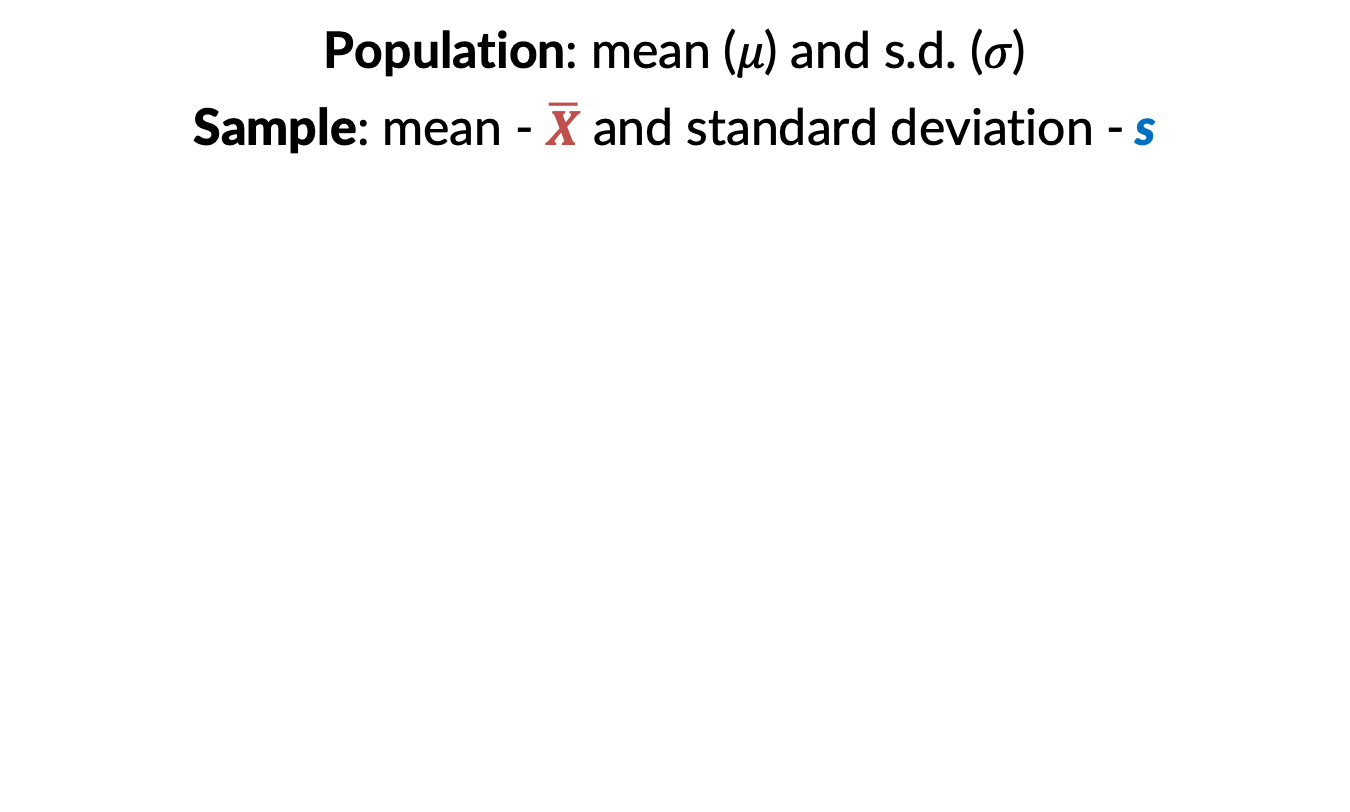 Population: mean (μ) and s.d. (σ)
Sample: mean - X̅ and standard deviation - s